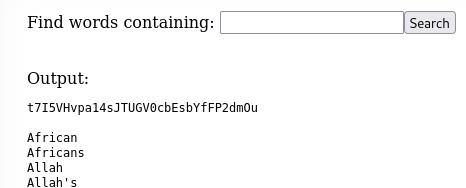 Find words containing: Search
Output:
t7I5VHvpa14sJTUGV0cbEsbYfFP2dmOu
African
Africans
Allah
Allah's